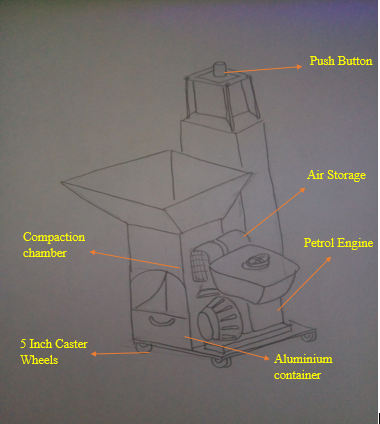 Push Button
Air Storage
Compaction
chamber
Petrol Engine
5 Inch Caster
Wheels
Aluminium
container